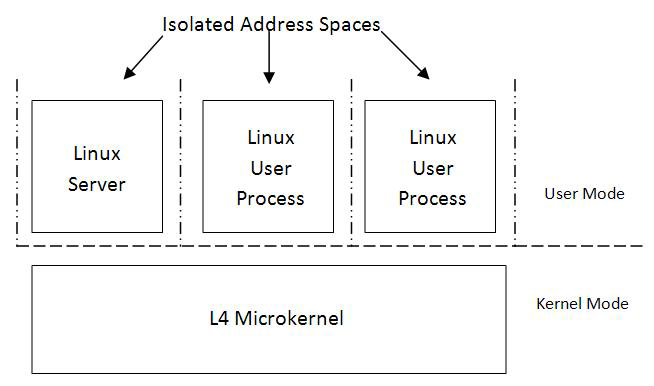 Isolated Address Spaces
Linux
Server
Linux
User
Process
Linux
User
Process
User Mode
L4 Microkernel
Kernel Mode